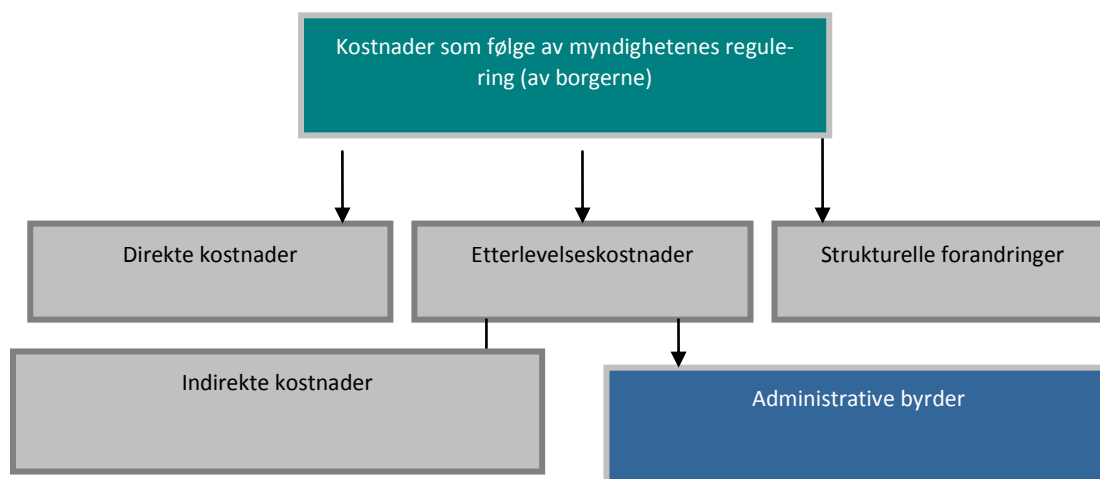 Kostnader som følge av myndighetenes regule-
ring (av borgerne)
Direkte kostnader
Etterlevelseskostnader
Strukturelle forandringer
Indirekte kostnader
Administrative byrder